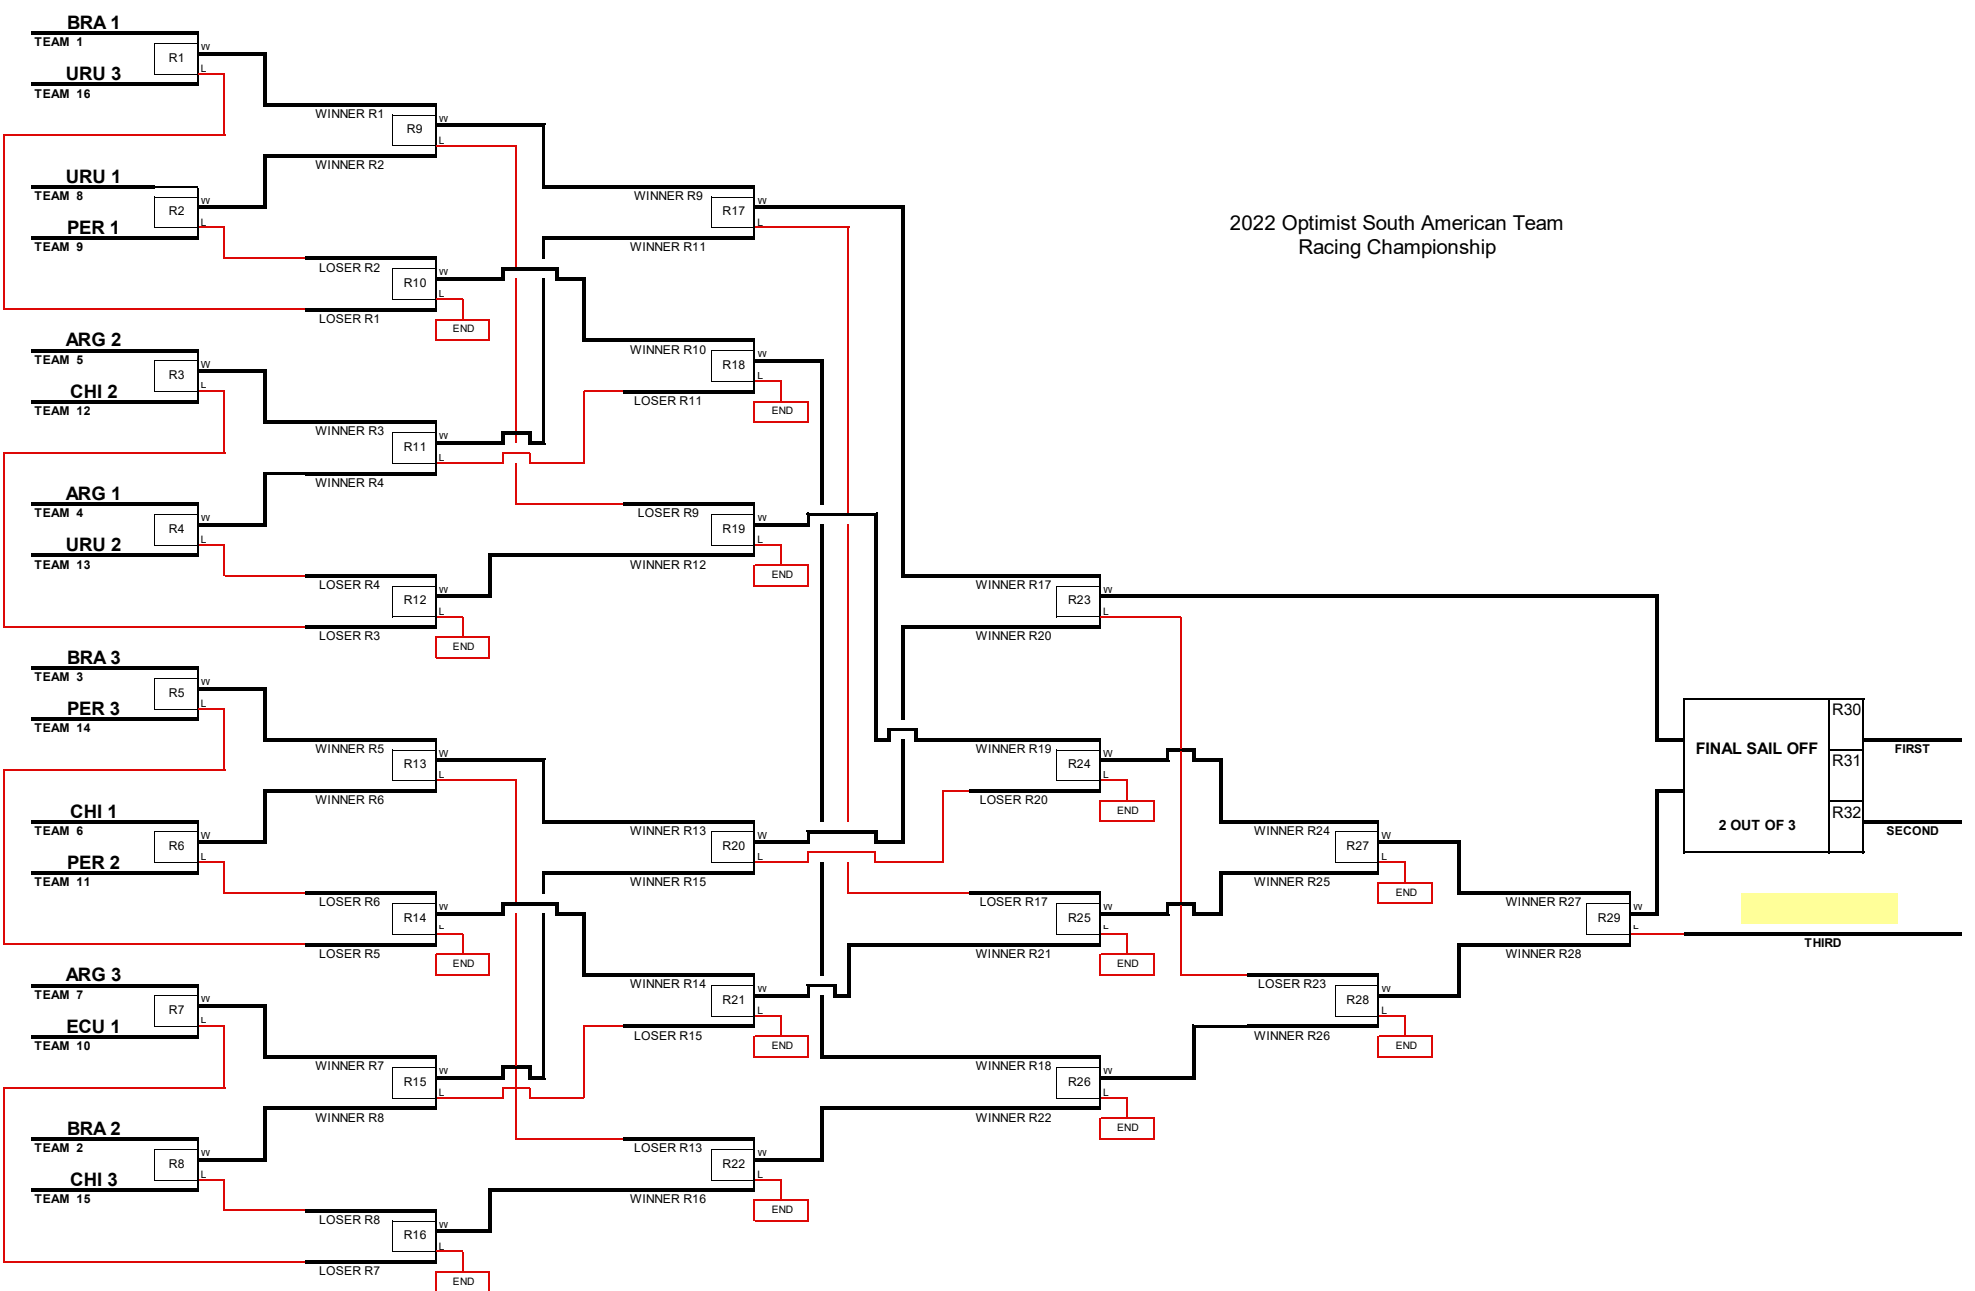 BRA 1
TEAM 1
R1
W
L
URU 3
TEAM 16
WINNER R1
R9
W
L
WINNER R2
URU 1
TEAM 8
R2
W
L
PER 1
TEAM 9
WINNER R9
R17
W
L
WINNER R11
2022 Optimist South American Team
Racing Championship
LOSER R2
R10
W
L
LOSER R1
END
ARG 2
TEAM 5
R3
W
L
CHI 2
TEAM 12
WINNER R10
R18
W
L
LOSER R11
END
WINNER R3
R11
W
L
WINNER R4
ARG 1
TEAM 4
R4
W
L
URU 2
TEAM 13
LOSER R9
R19
W
L
WINNER R12
END
LOSER R4
R12
W
L
LOSER R3
END
WINNER R17
R23
W
L
WINNER R20
BRA 3
TEAM 3
R5
W
L
PER 3
TEAM 14
WINNER R5
R13
W
L
WINNER R6
WINNER R19
R24
W
L
LOSER R20
END
R30
FINAL SAIL OFF
R31
FIRST
R32
2 OUT OF 3
SECOND
CHI 1
TEAM 6
R6
W
L
PER 2
TEAM 11
WINNER R13
R20
W
L
WINNER R15
WINNER R24
R27
W
L
WINNER R25
END
LOSER R6
R14
W
L
LOSER R5
END
LOSER R17
R25
W
L
WINNER R21
END
WINNER R27
R29
W
L
WINNER R28
THIRD
ARG 3
TEAM 7
R7
W
L
ECU 1
TEAM 10
WINNER R14
R21
W
L
LOSER R15
END
LOSER R23
R28
W
L
WINNER R26
END
WINNER R7
R15
W
L
WINNER R8
WINNER R18
R26
W
L
WINNER R22
END
BRA 2
TEAM 2
R8
W
L
CHI 3
TEAM 15
LOSER R13
R22
W
L
WINNER R16
END
LOSER R8
R16
W
L
LOSER R7
END